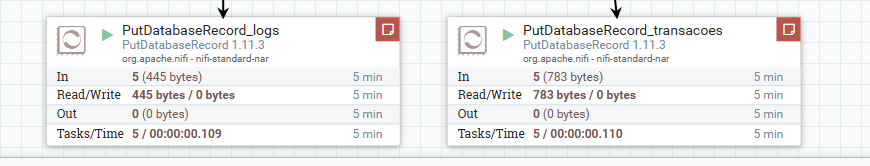 PutDatabaseRecord_logs
PutDatabaseRecord 1.11.3
org.apache.nifi - nifi-standard-nar
In 5 (445 bytes) 5 min
Read/Write 445 bytes / 0 bytes 5 min
Out 0 (0 bytes) 5 min
Tasks/Time 5 / 00:00:00.109 5 min
PutDatabaseRecord_transacoes
PutDatabaseRecord 1.11.3
org.apache.nifi - nifi-standard-nar
In 5 (783 bytes) 5 min
Read/Write 783 bytes / 0 bytes 5 min
Out 0 (0 bytes) 5 min
Tasks/Time 5 / 00:00:00.110 5 min